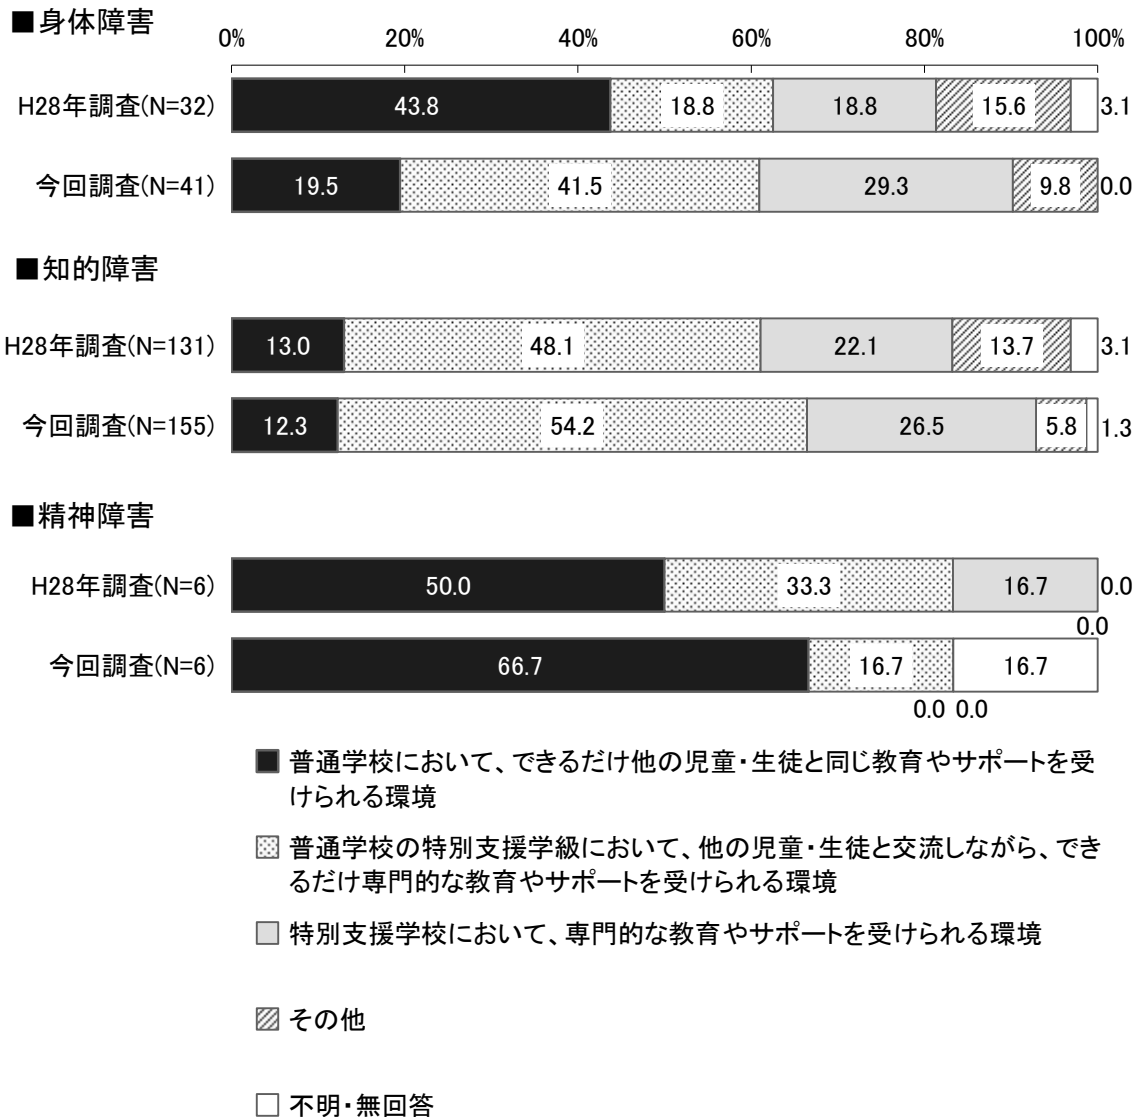 ■身体障害
0% 20% 40% 60% 80% 100%
H28年調査(N=32) 43.8 18.8 18.8 15.6 3.1
今回調査(N=41) 19.5 41.5 29.3 9.8 0.0
■知的障害
H28年調査(N=131) 13.0 48.1 22.1 13.7 3.1
今回調査(N=155) 12.3 54.2 26.5 5.8 1.3
■精神障害
H28年調査(N=6) 50.0 33.3 16.7 0.0
0.0
今回調査(N=6) 66.7 16.7 16.7
0.0 0.0
普通学校において、できるだけ他の児童・生徒と同じ教育やサポートを受
けられる環境
普通学校の特別支援学級において、他の児童・生徒と交流しながら、でき
るだけ専門的な教育やサポートを受けられる環境
特別支援学校において、専門的な教育やサポートを受けられる環境
その他
不明・無回答